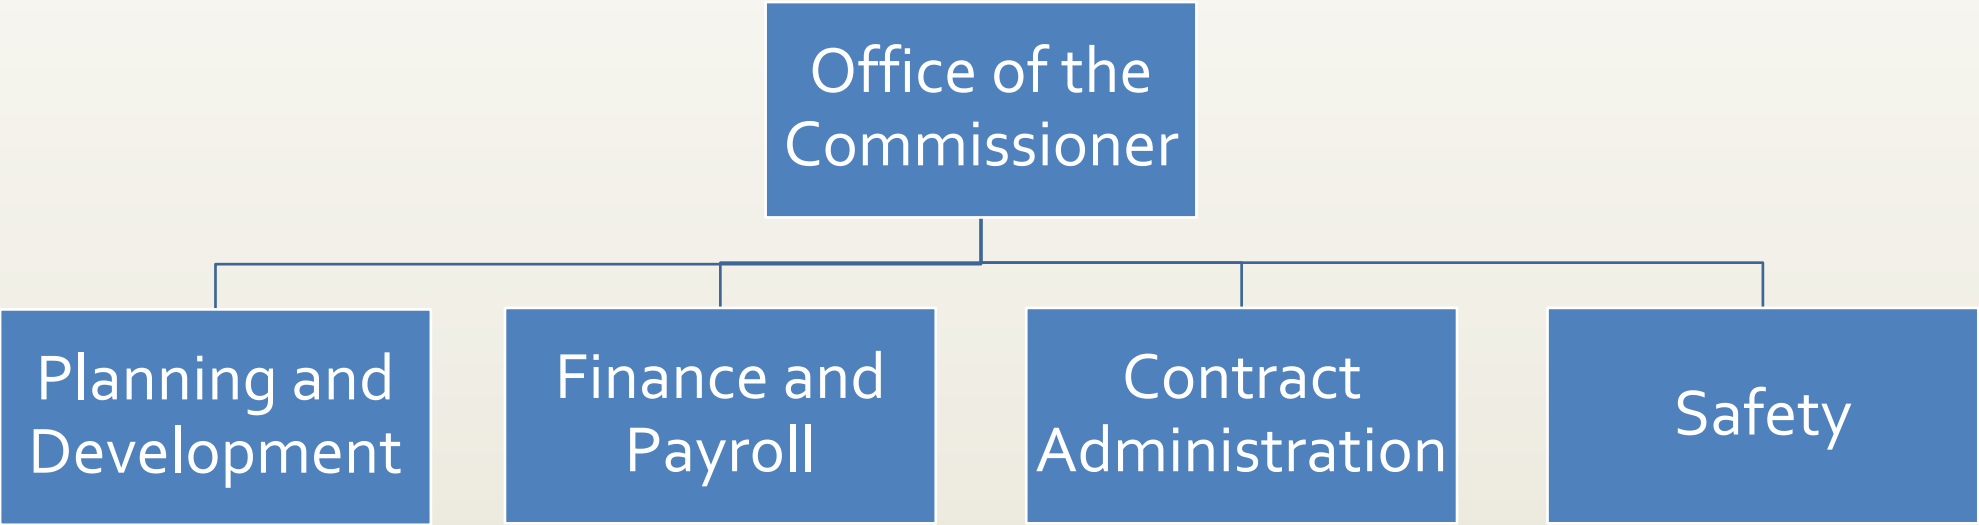 Office of the
Commissioner
Planning and
Development
Finance and
Payroll
Contract
Administration
Safety